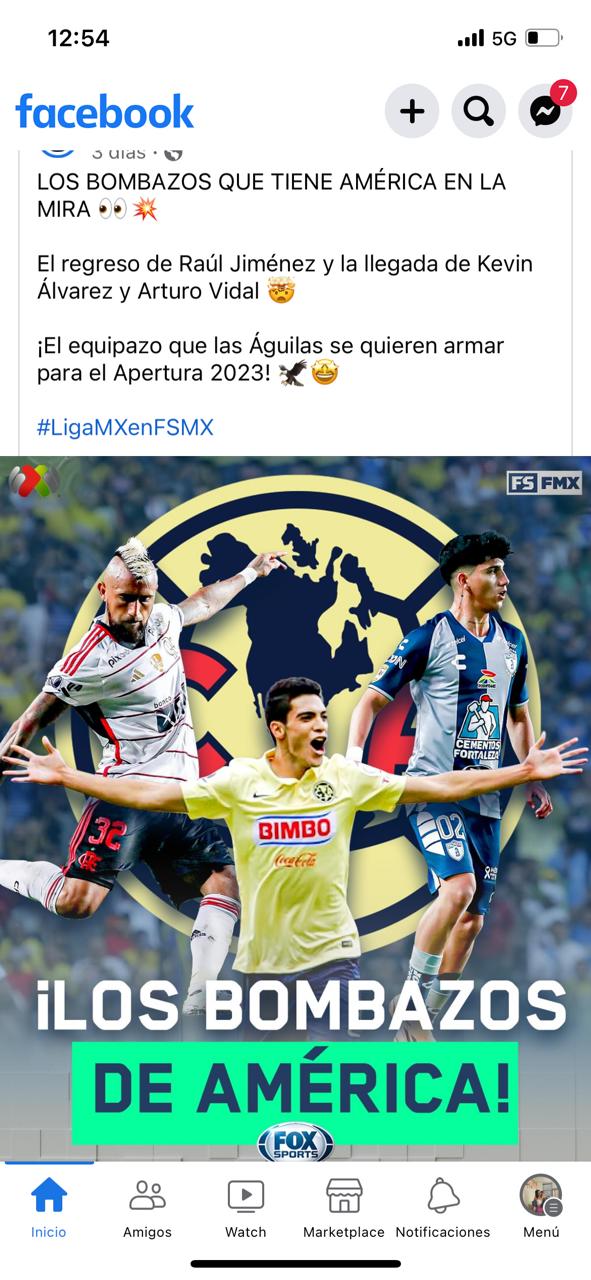 12:54
5G
facebook
7
3 días
LOS BOMBAZOS QUE TIENE AMÉRICA EN LA
MIRA 👀 💥
El regreso de Raúl Jiménez y la llegada de Kevin
Álvarez y Arturo Vidal 🤯
¡El equipazo que las Águilas se quieren armar
para el Apertura 2023! 🦅 🤩
#LigaMXenFSMX
FS FMX
CEMENTOS
FORTALEZA
BIMBO
Coca-Cola
32
02
¡LOS BOMBAZOS
DE AMÉRICA!
FOX
SPORTS
Inicio
Amigos
Watch
Marketplace
Notificaciones
Menú